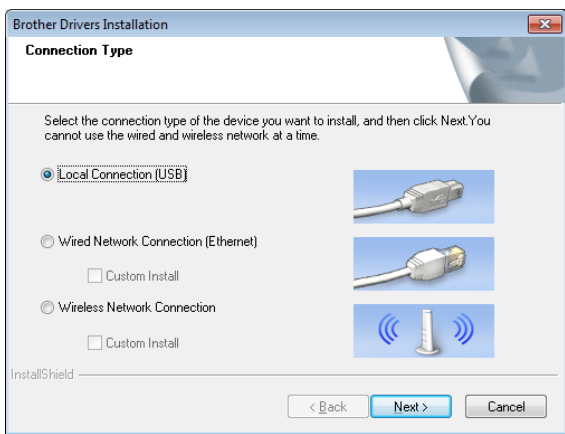 Brother Drivers Installation
Connection Type
Select the connection type of the device you want to install, and then click Next.You
cannot use the wired and wireless network at a time.
Local Connection (USB)
Wired Network Connection (Ethernet)
Custom Install
Wireless Network Connection
Custom Install
InstallShield
< Back Next > Cancel